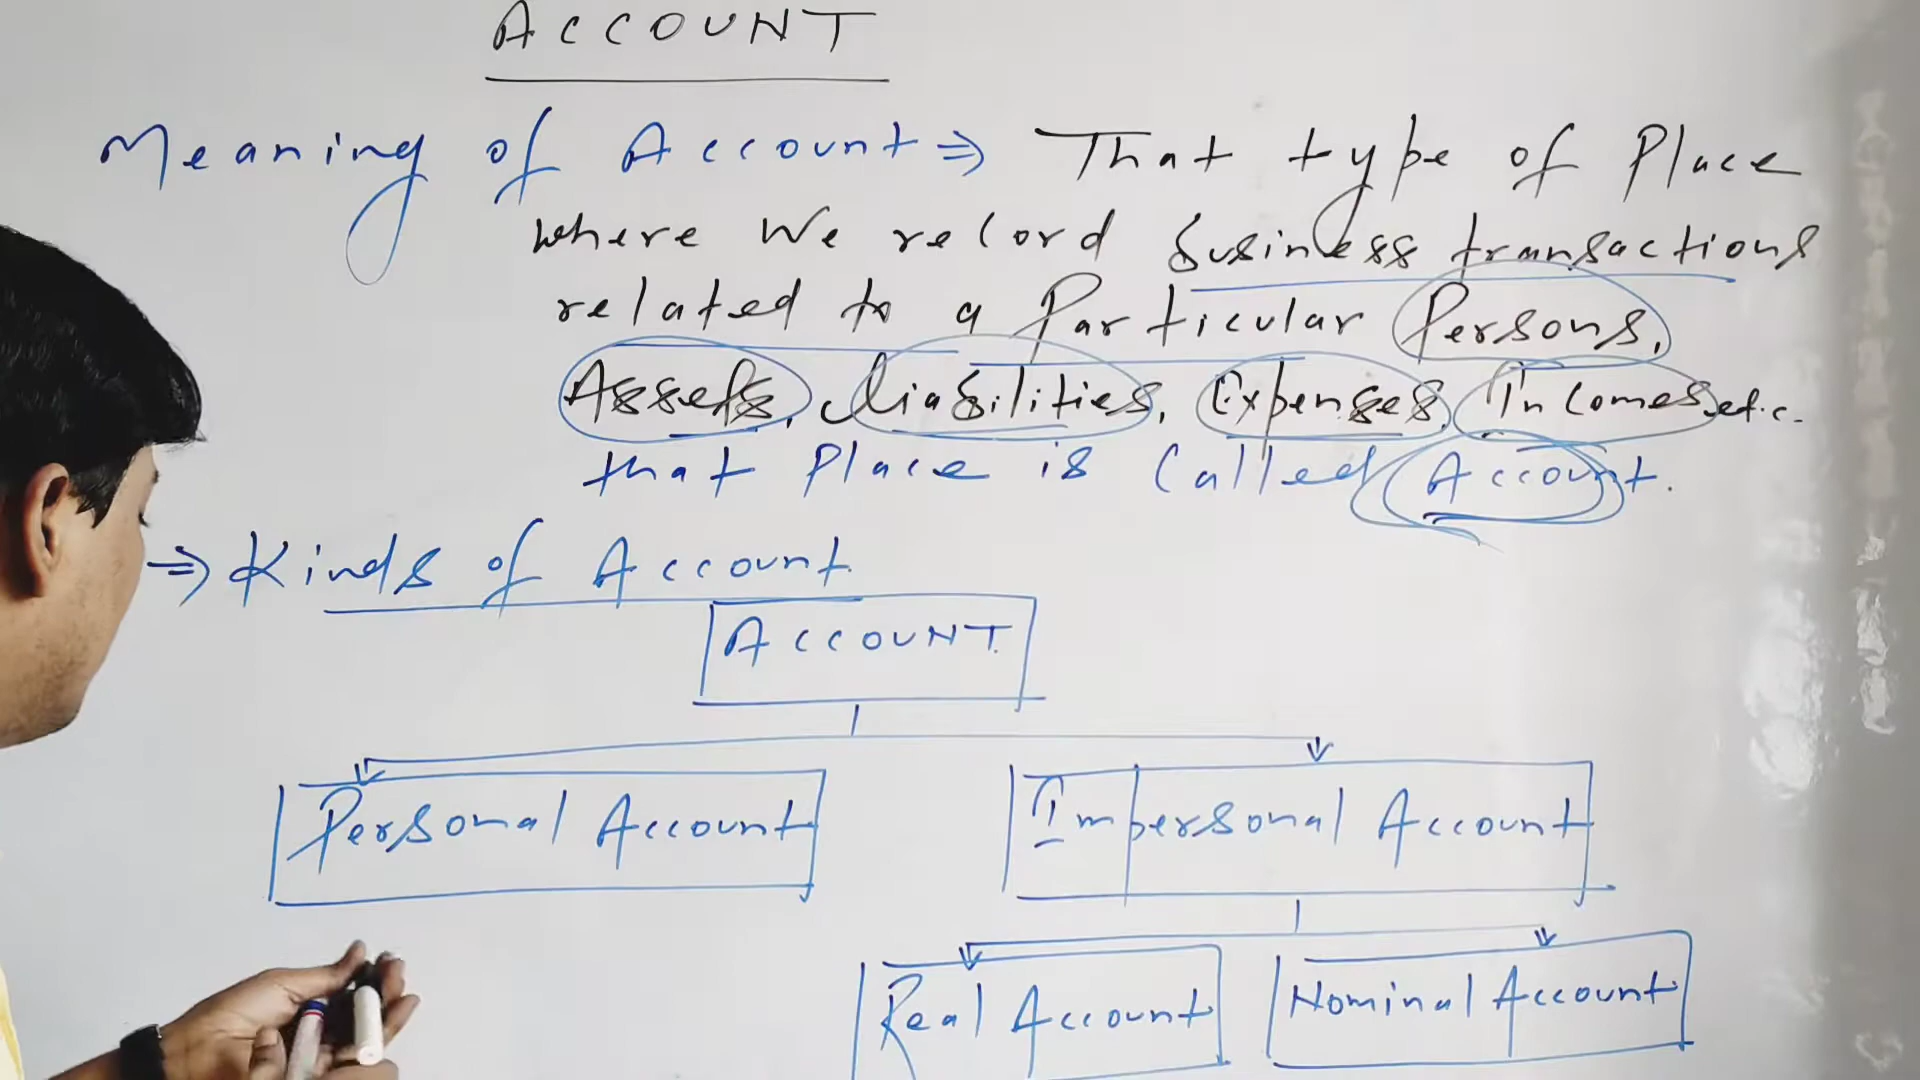 ACCOUNT
Meaning of Account ⇒ That type of Place
where We record business transactions
related to a Particular Persons,
Assets, Liabilities, Expenses, Incomes etc.
that Place is Called Account.
⇒ Kinds of Account
ACCOUNT
Personal Account Impersonal Account
Real Account Nominal Account